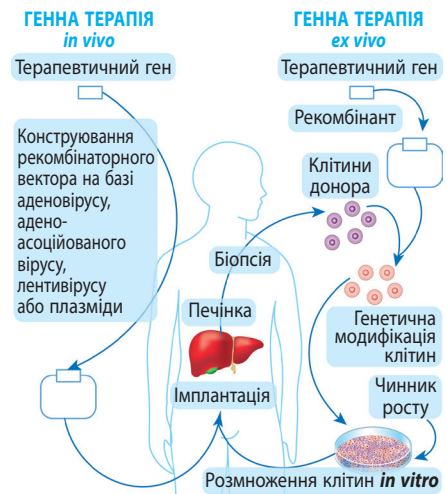 ГЕННА ТЕРАПІЯ
in vivo
Терапевтичний ген
Конструювання
рекомбінаторного
вектора на базі
аденовірусу,
адено-
асоційованого
вірусу,
лентивірусу
або плазміди
ГЕННА ТЕРАПІЯ
ex vivo
Терапевтичний ген
Рекомбінант
Клітини
донора
Біопсія
Печінка
Генетична
модифікація
клітин
Імплантація
Чинник
росту
Розмноження клітин in vitro